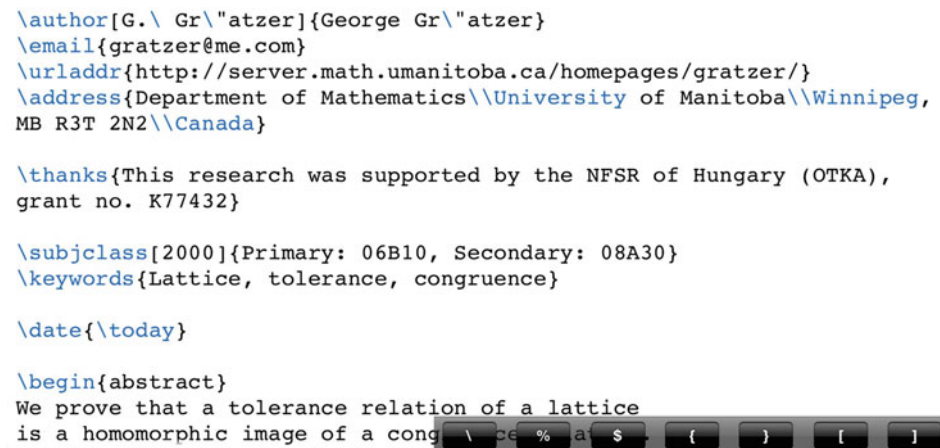 \author[G.\ Gr\"atzer]{George Gr\"atzer}
\email{gratzer@me.com}
\urladdr{http://server.math.umanitoba.ca/homepages/gratzer/}
\address{Department of Mathematics\\University of Manitoba\\Winnipeg,
MB R3T 2N2\\Canada}
\thanks{This research was supported by the NFSR of Hungary (OTKA),
grant no. K77432}
\subjclass[2000]{Primary: 06B10, Secondary: 08A30}
\keywords{Lattice, tolerance, congruence}
\date{\today}
\begin{abstract}
We prove that a tolerance relation of a lattice
is a homomorphic image of a
\ % $ { } [ ]